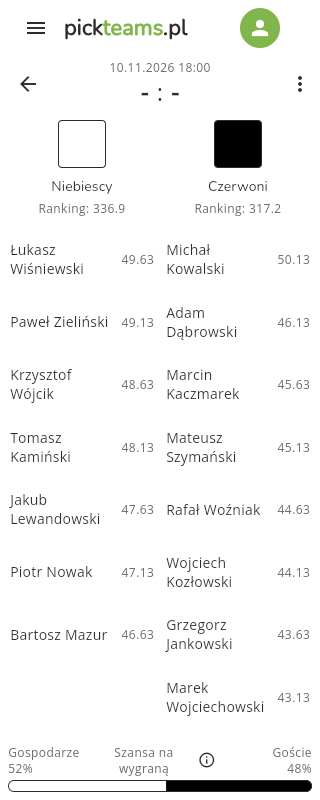 pickteams.pl
10.11.2026 18:00
- : -
Niebiescy
Czerwoni
Ranking: 336.9
Ranking: 317.2
Łukasz
Wiśniewski
49.63
Michał
Kowalski
50.13
Paweł Zieliński
49.13
Adam
Dąbrowski
46.13
Krzysztof
Wójcik
48.63
Marcin
Kaczmarek
45.63
Tomasz
Kamiński
48.13
Mateusz
Szymański
45.13
Jakub
Lewandowski
47.63
Rafał Woźniak
44.63
Piotr Nowak
47.13
Wojciech
Kozłowski
44.13
Bartosz Mazur
46.63
Grzegorz
Jankowski
43.63
Marek
Wojciechowski
43.13
Gospodarze
52%
Szansa na
wygraną
Goście
48%